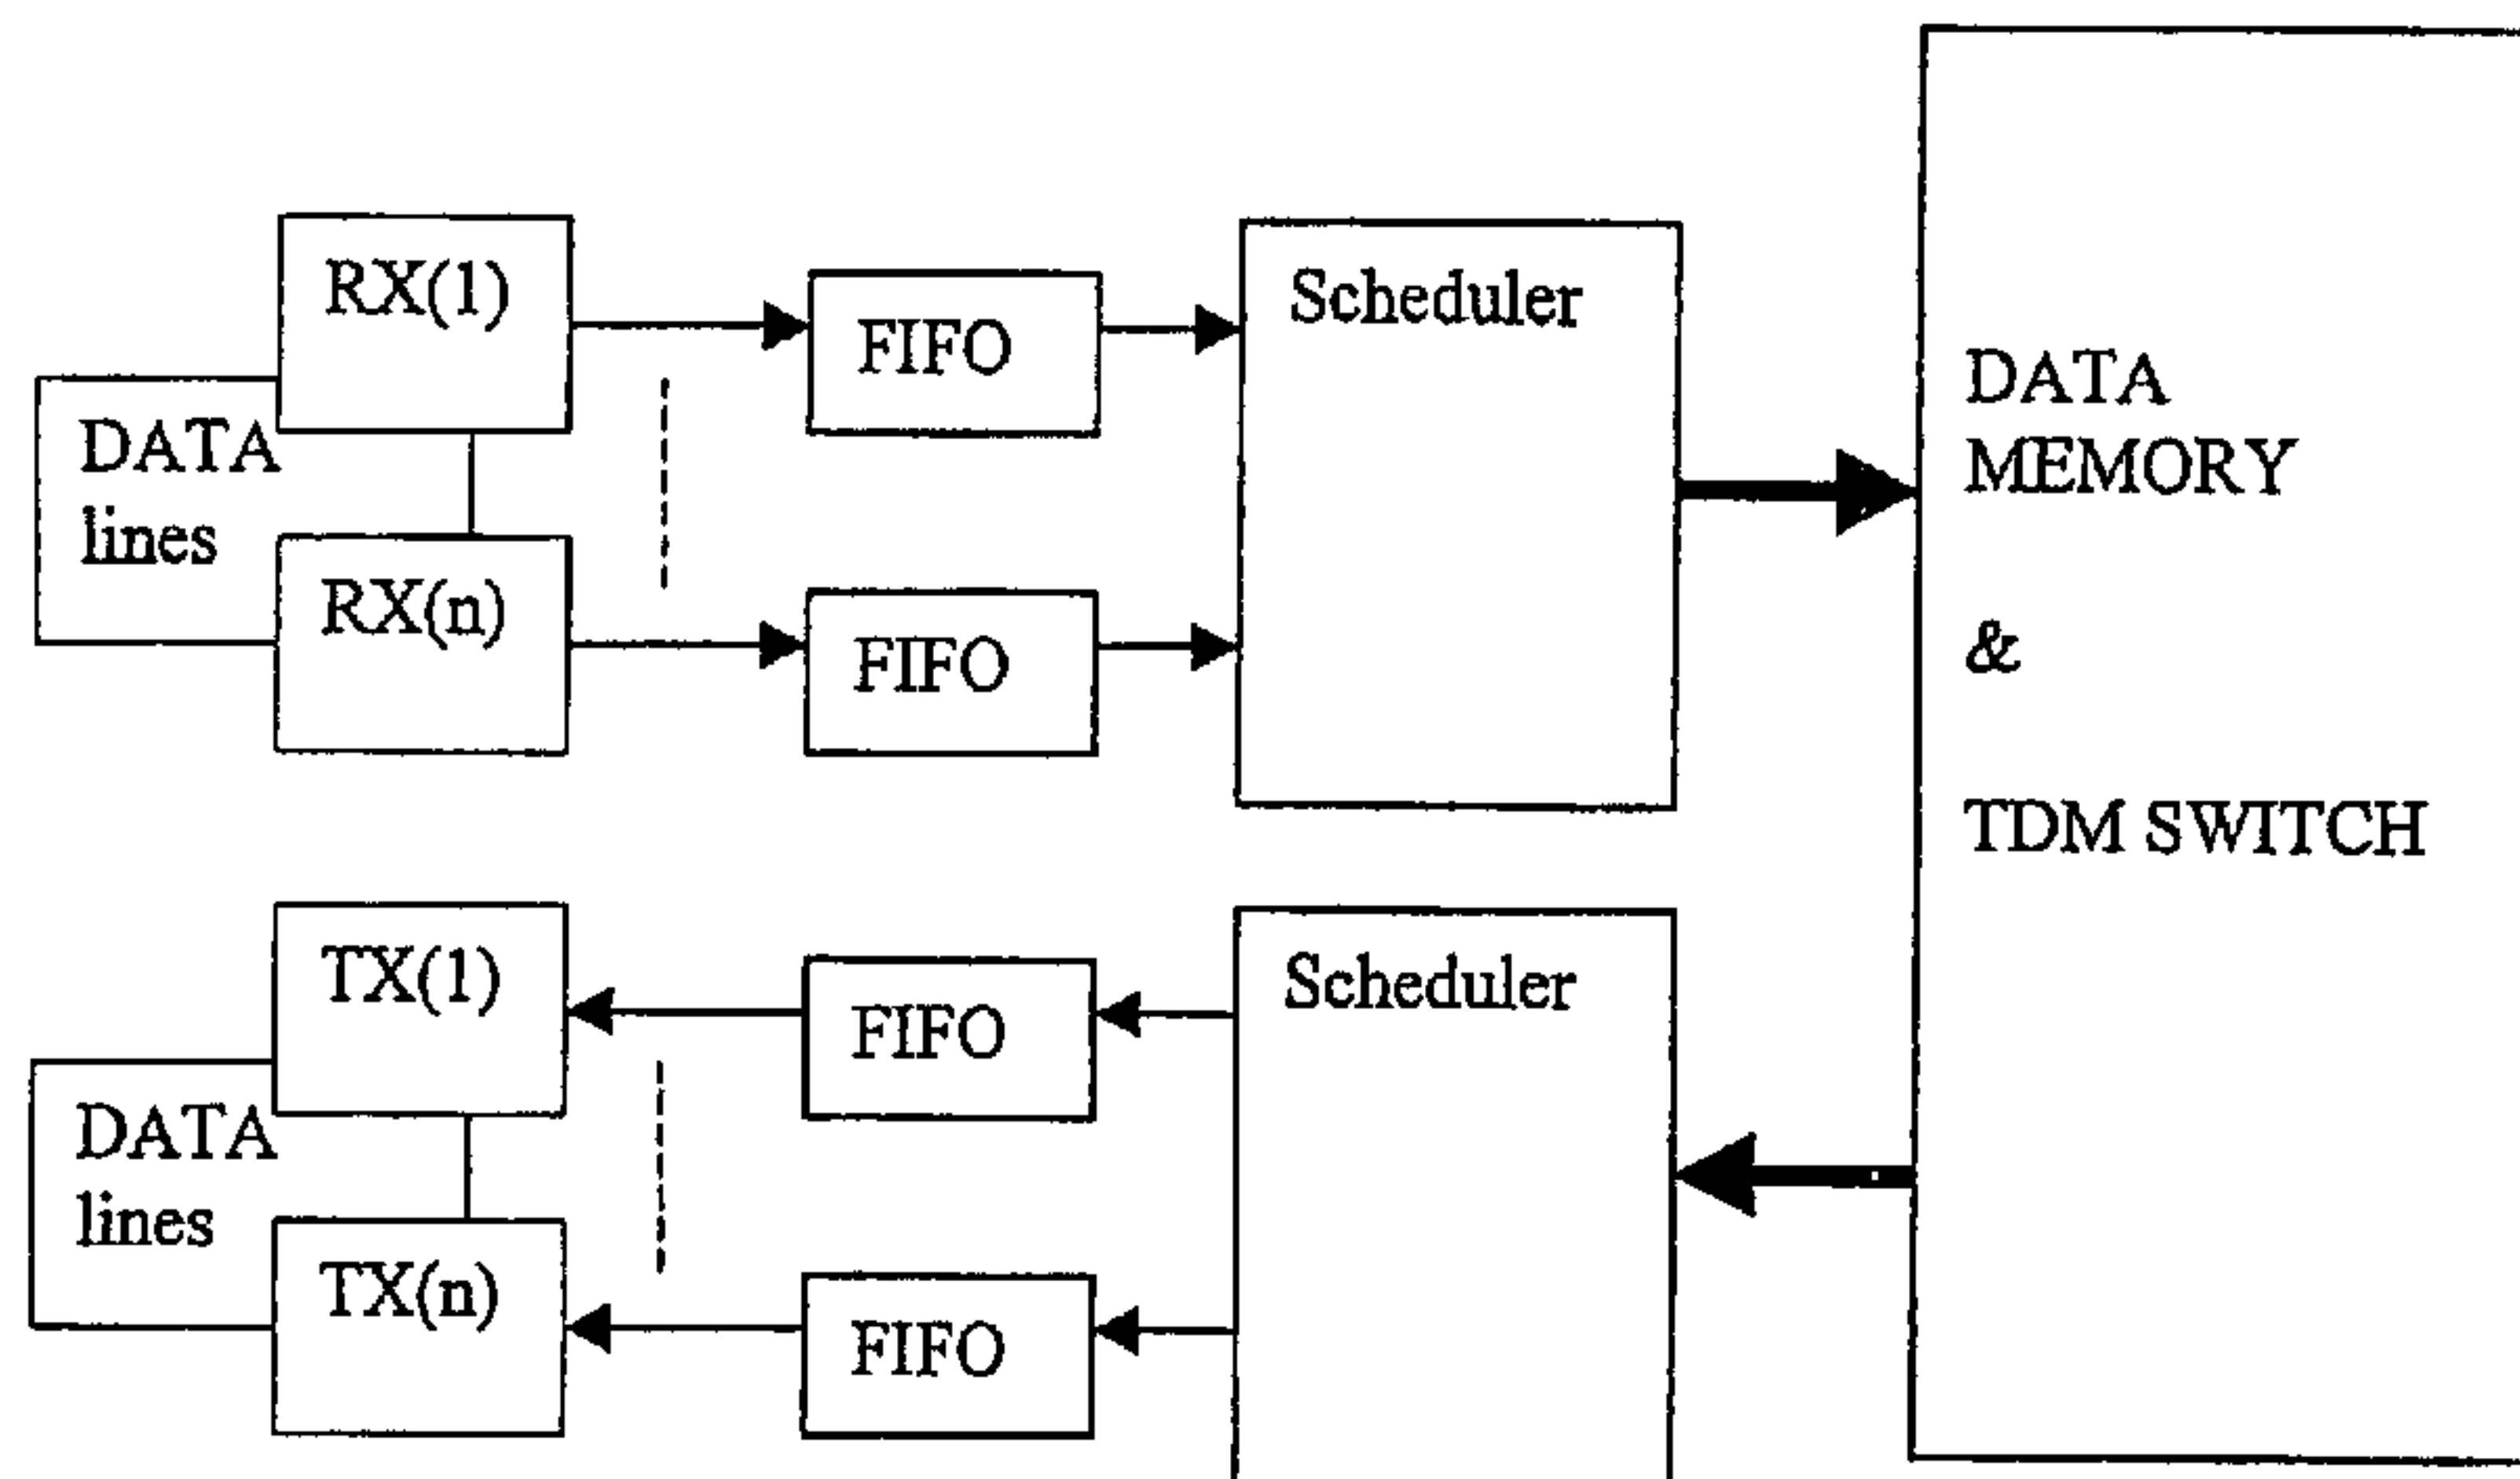 RX(1)
FIFO
Scheduler
DATA
lines
RX(n)
FIFO
DATA
MEMORY
&
TDM SWITCH
TX(1)
FIFO
Scheduler
DATA
lines
TX(n)
FIFO